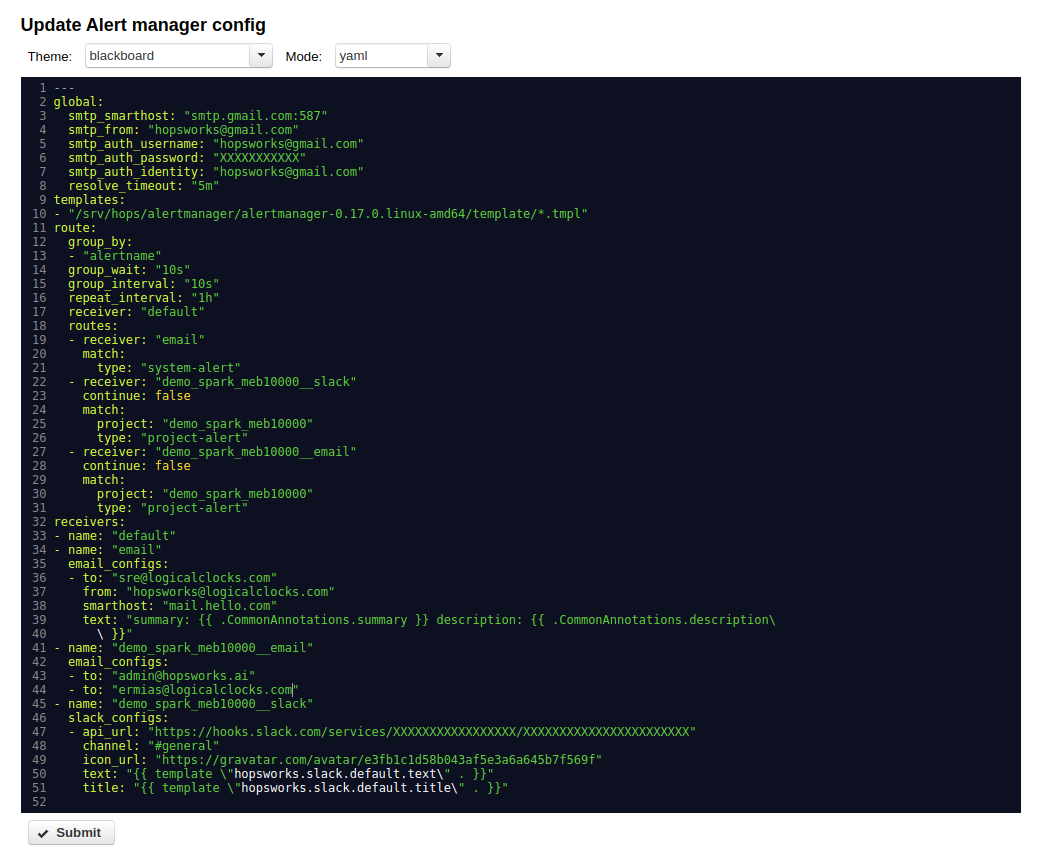 Update Alert manager config
Theme: blackboard Mode: yaml
1 ---
2 global:
3   smtp_smarthost: "smtp.gmail.com:587"
4   smtp_from: "hopsworks@gmail.com"
5   smtp_auth_username: "hopsworks@gmail.com"
6   smtp_auth_password: "XXXXXXXXXXX"
7   smtp_auth_identity: "hopsworks@gmail.com"
8   resolve_timeout: "5m"
9 templates:
10 - "/srv/hops/alertmanager/alertmanager-0.17.0.linux-amd64/template/*.tmpl"
11 route:
12   group_by:
13   - "alertname"
14   group_wait: "10s"
15   group_interval: "10s"
16   repeat_interval: "1h"
17   receiver: "default"
18   routes:
19   - receiver: "email"
20     match:
21       type: "system-alert"
22   - receiver: "demo_spark_meb10000__slack"
23     continue: false
24     match:
25       project: "demo_spark_meb10000"
26       type: "project-alert"
27   - receiver: "demo_spark_meb10000__email"
28     continue: false
29     match:
30       project: "demo_spark_meb10000"
31       type: "project-alert"
32 receivers:
33 - name: "default"
34 - name: "email"
35   email_configs:
36   - to: "sre@logicalclocks.com"
37     from: "hopsworks@logicalclocks.com"
38     smarthost: "mail.hello.com"
39     text: "summary: {{ .CommonAnnotations.summary }} description: {{ .CommonAnnotations.description\
40       \ }}"
41 - name: "demo_spark_meb10000__email"
42   email_configs:
43   - to: "admin@hopsworks.ai"
44   - to: "ermias@logicalclocks.com"
45 - name: "demo_spark_meb10000__slack"
46   slack_configs:
47   - api_url: "https://hooks.slack.com/services/XXXXXXXXXXXXXXXXX/XXXXXXXXXXXXXXXXXXXXXXX"
48     channel: "#general"
49     icon_url: "https://gravatar.com/avatar/e3fb1c1d58b043af5e3a6a645b7f569f"
50     text: "{{ template \"hopsworks.slack.default.text\" . }}"
51     title: "{{ template \"hopsworks.slack.default.title\" . }}"
52
Submit